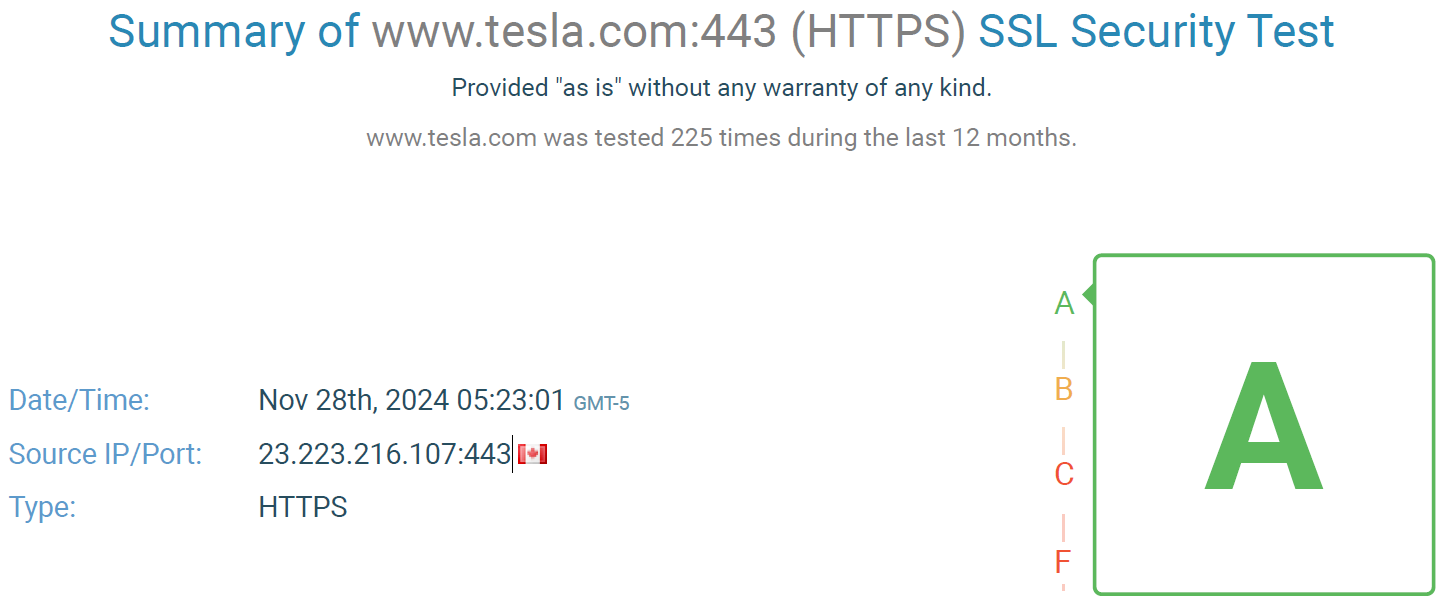 Summary of www.tesla.com:443 (HTTPS) SSL Security Test
Provided "as is" without any warranty of any kind.
www.tesla.com was tested 225 times during the last 12 months.
Date/Time: Nov 28th, 2024 05:23:01 GMT-5
Source IP/Port: 23.223.216.107:443
Type: HTTPS
A
B
C
F
A